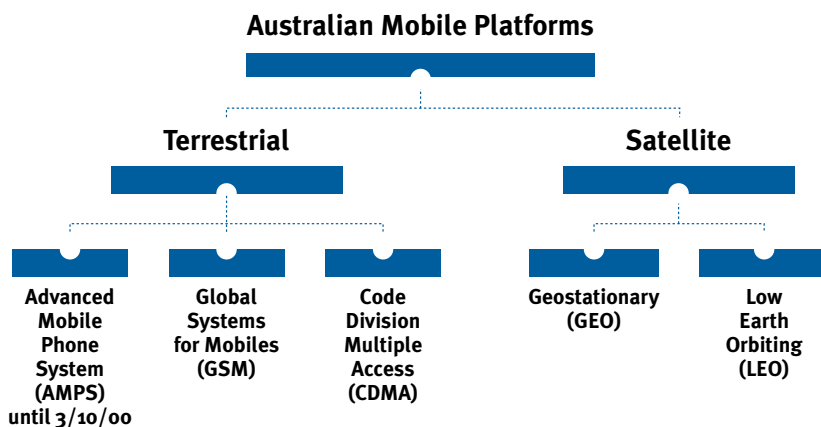 Australian Mobile Platforms
Terrestrial
Satellite
Advanced
Mobile
Phone
System
(AMPS)
until 3/10/00
Global
Systems
for Mobiles
(GSM)
Code
Division
Multiple
Access
(CDMA)
Geostationary
(GEO)
Low
Earth
Orbiting
(LEO)